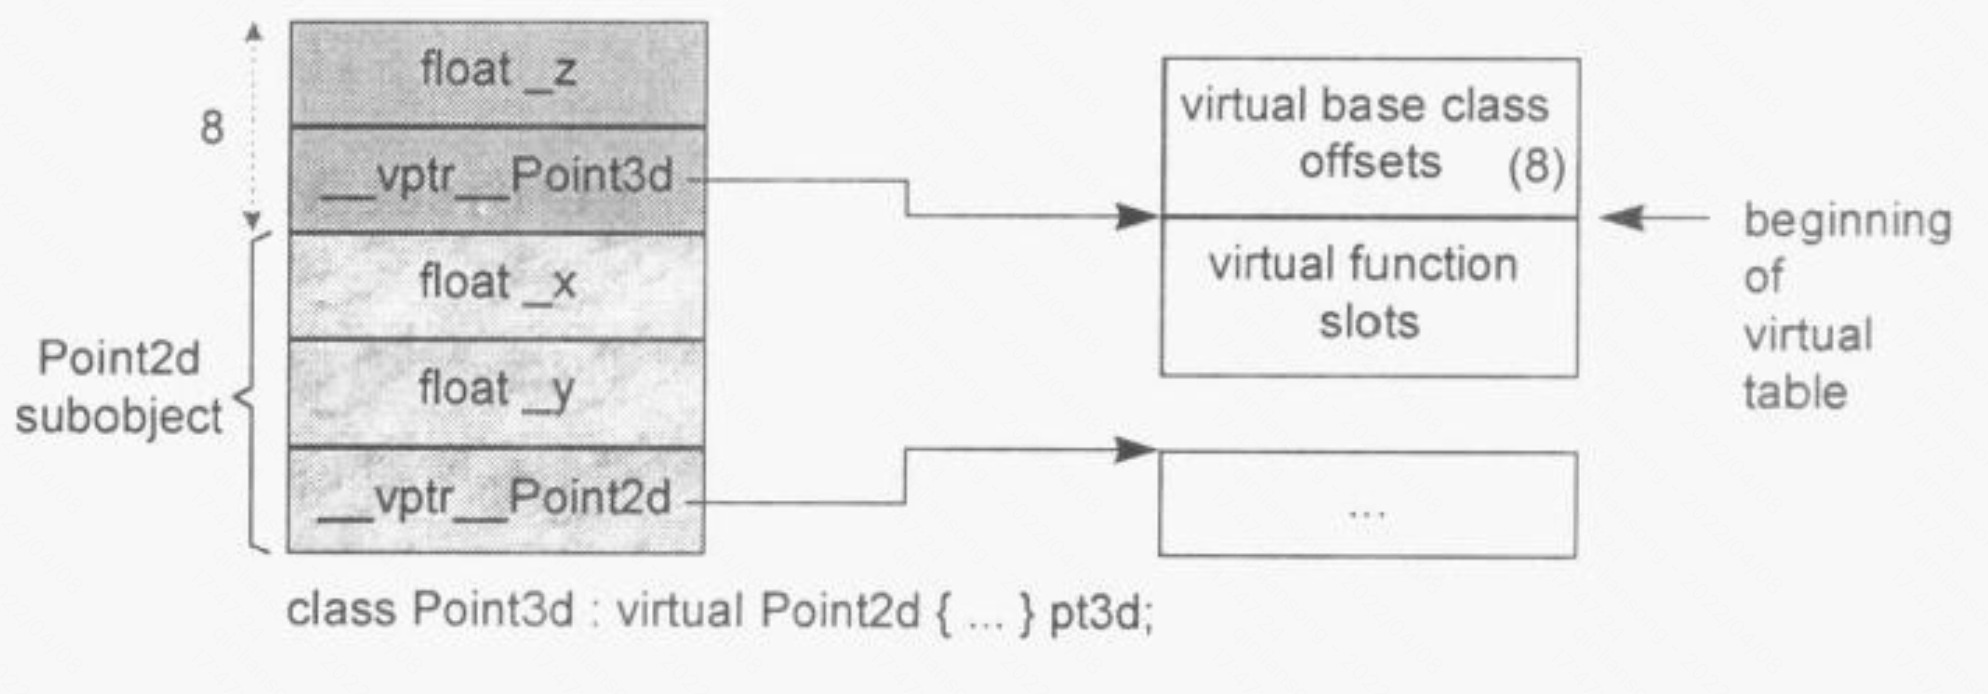 float _z
8
__vptr__Point3d
float _x
float _y
__vptr__Point2d
Point2d
subobject
virtual base class
offsets (8)
virtual function
slots
beginning
of
virtual
table
...
class Point3d : virtual Point2d { ... } pt3d;